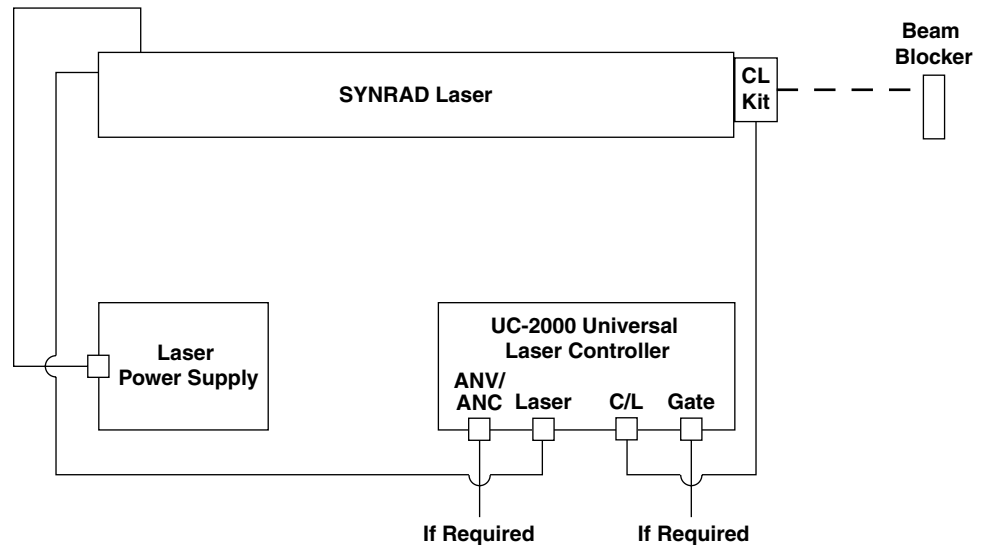 Beam
Blocker
CL
Kit
SYNRAD Laser
Laser
Power Supply
UC-2000 Universal
Laser Controller
ANV/
ANC
Laser
C/L
Gate
If Required
If Required